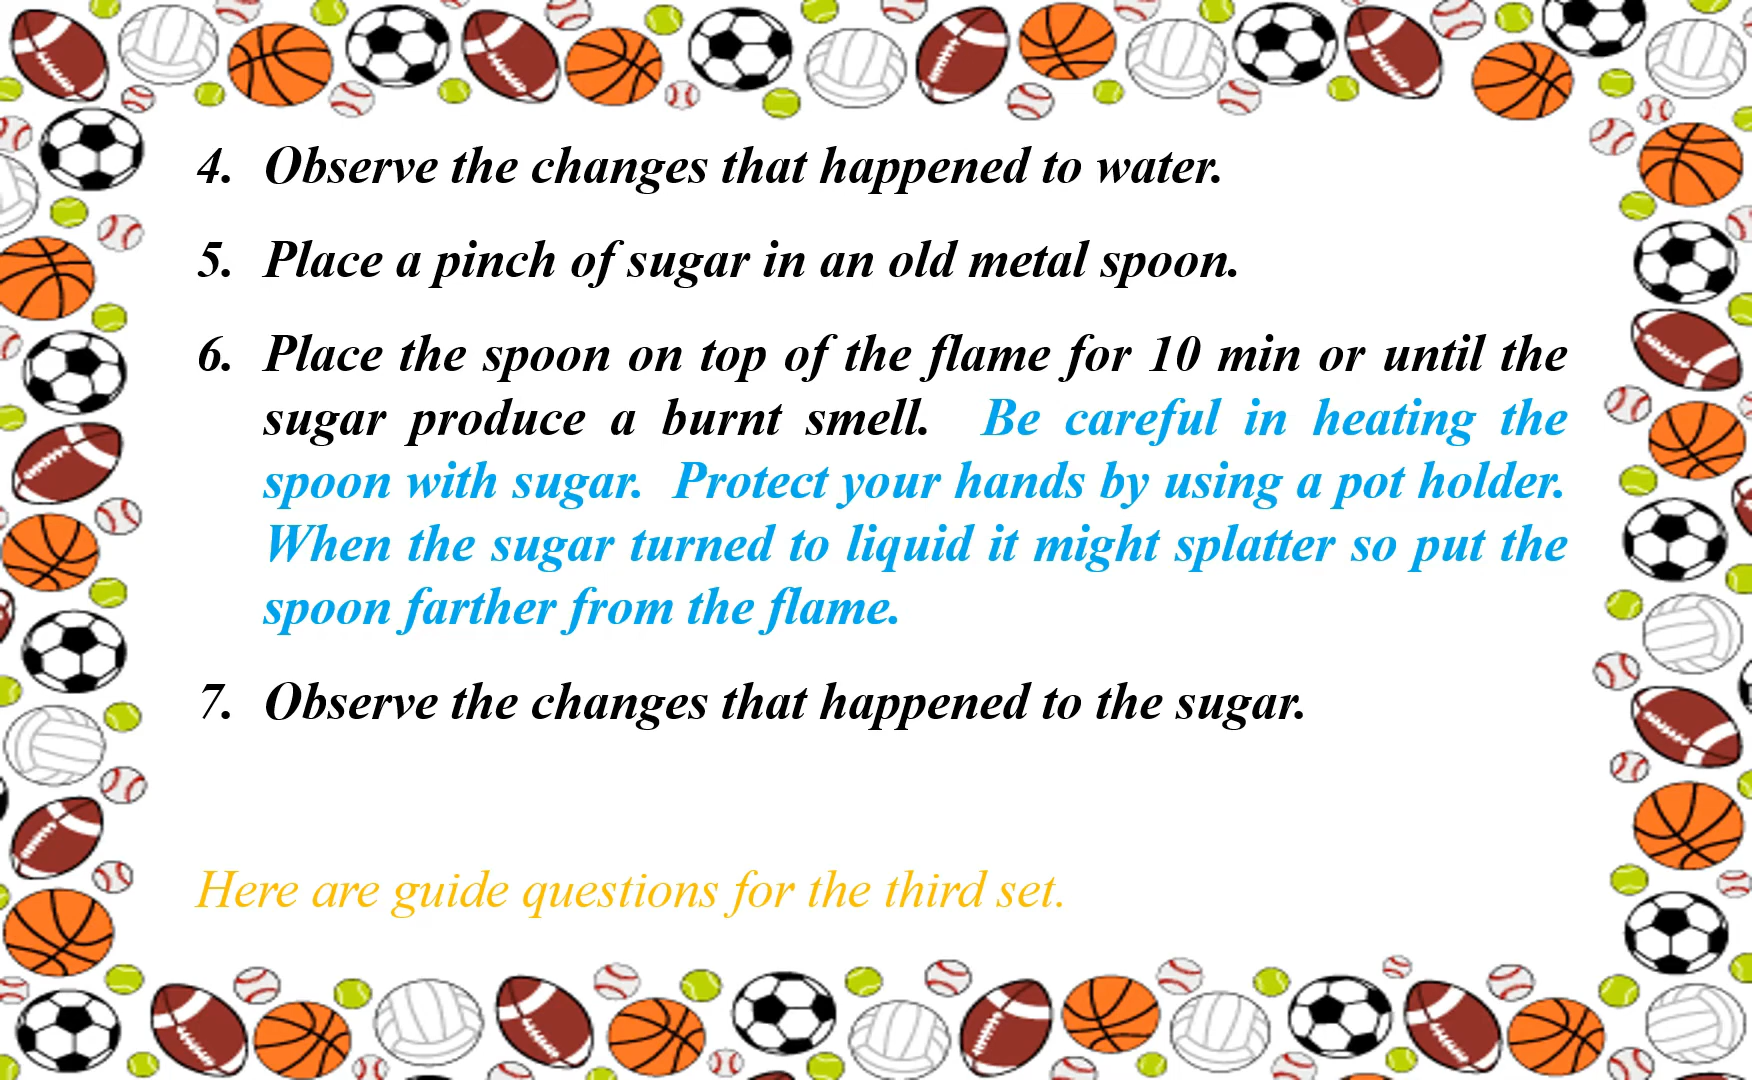 4. Observe the changes that happened to water.
5. Place a pinch of sugar in an old metal spoon.
6. Place the spoon on top of the flame for 10 min or until the
sugar produce a burnt smell. Be careful in heating the
spoon with sugar. Protect your hands by using a pot holder.
When the sugar turned to liquid it might splatter so put the
spoon farther from the flame.
7. Observe the changes that happened to the sugar.
Here are guide questions for the third set.